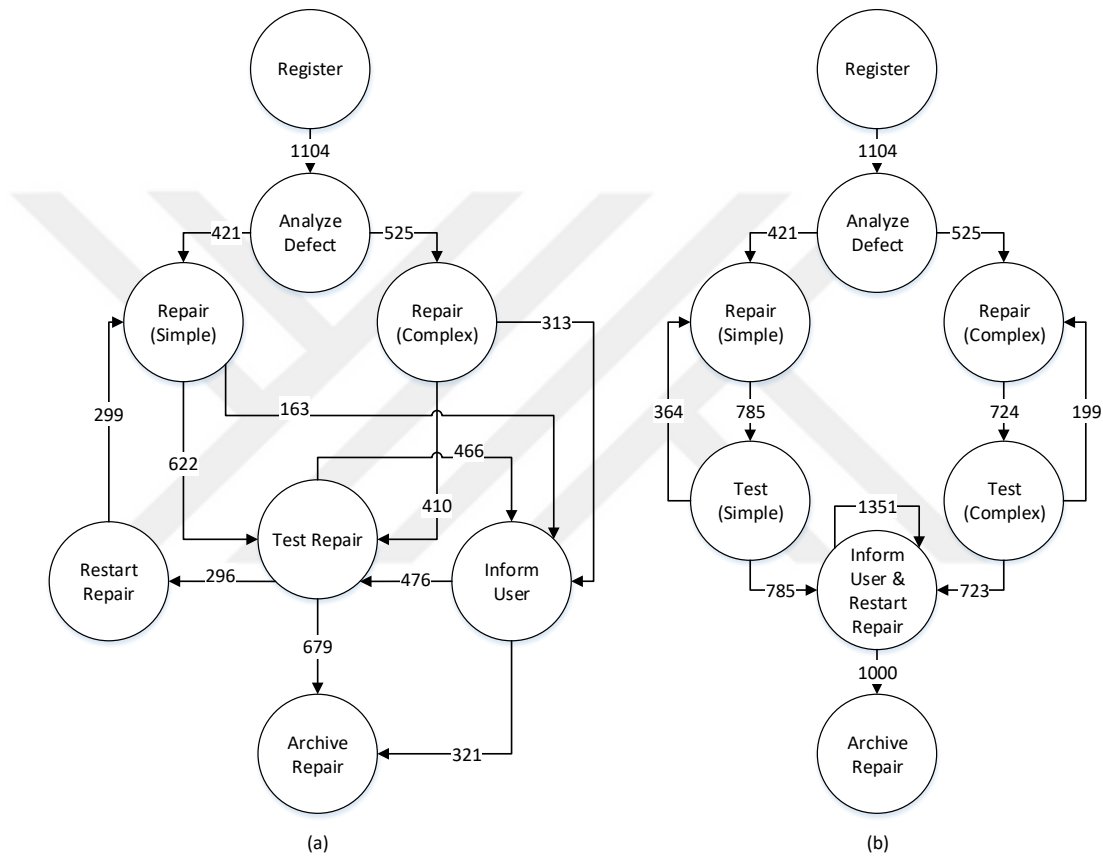 Register
1104
Analyze
Defect
421
525
Repair
(Simple)
Repair
(Complex)
313
299
163
622
466
410
Test Repair
Restart
Repair
296
476
Inform
User
679
Archive
Repair
321
(a)
Register
1104
Analyze
Defect
421
525
Repair
(Simple)
Repair
(Complex)
364
785
724
199
Test
(Simple)
Test
(Complex)
1351
Inform
User &
Restart
Repair
785
723
1000
Archive
Repair
(b)